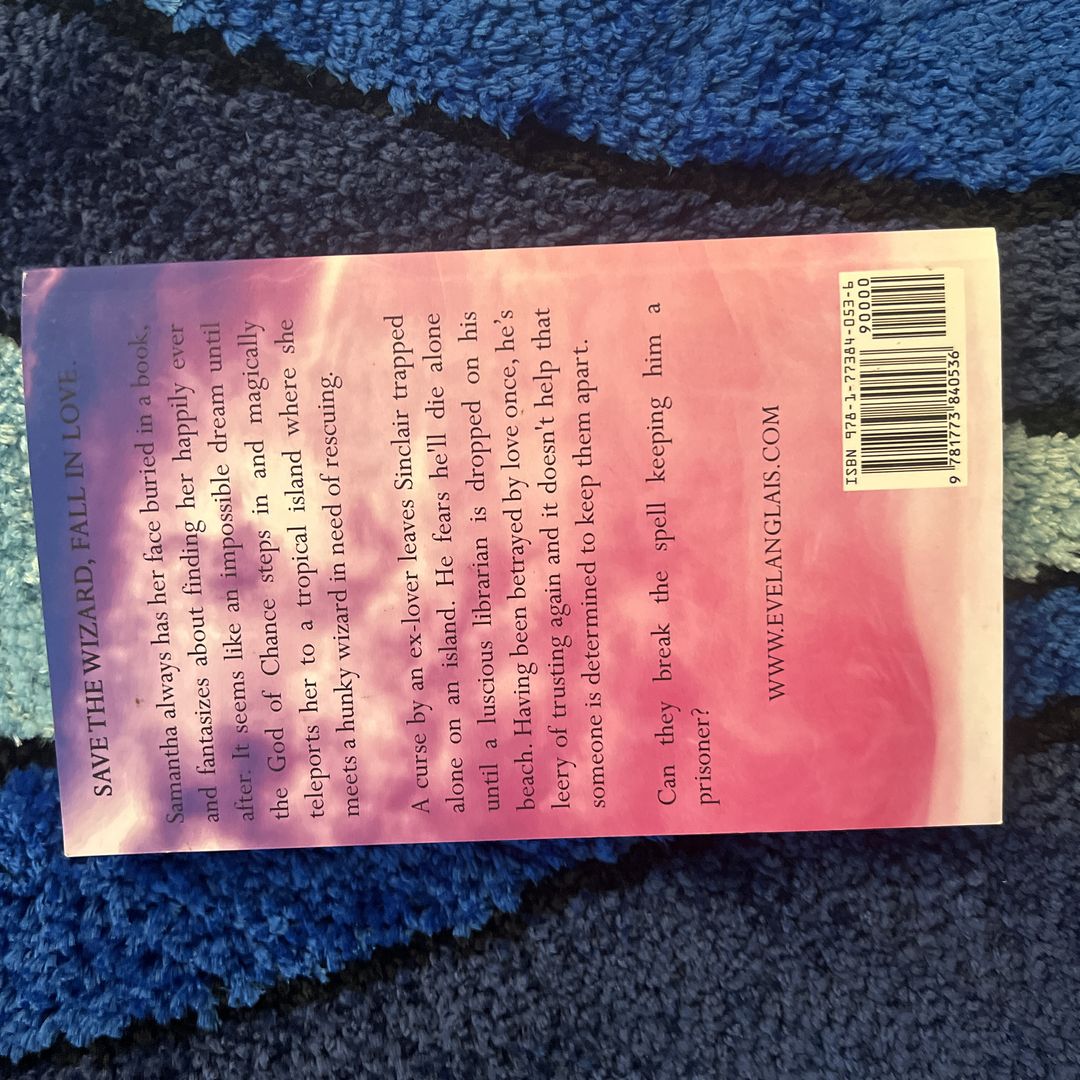 SAVE THE WIZARD, FALL IN LOVE.
Samantha always has her face buried in a book,
and fantasizes about finding her happily ever
after. It seems like an impossible dream until
the God of Chance steps in and magically
teleports her to a tropical island where she
meets a hunky wizard in need of rescuing.
A curse by an ex-lover leaves Sinclair trapped
alone on an island. He fears he'll die alone
until a luscious librarian is dropped on his
beach. Having been betrayed by love once, he's
leery of trusting again and it doesn't help that
someone is determined to keep them apart.
Can they break the spell keeping him a
prisoner?
WWW.EVELANGLAIS.COM
ISBN 978-1-77384-053-6
90000
9 781773 840536